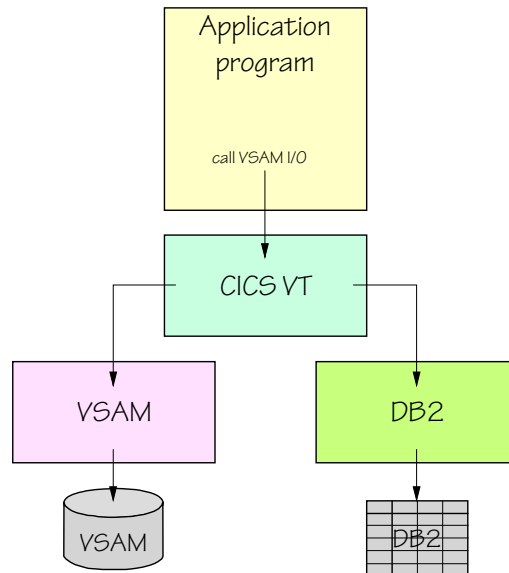 Application
program
call VSAM I/O
CICS VT
VSAM
DB2
VSAM
DB2